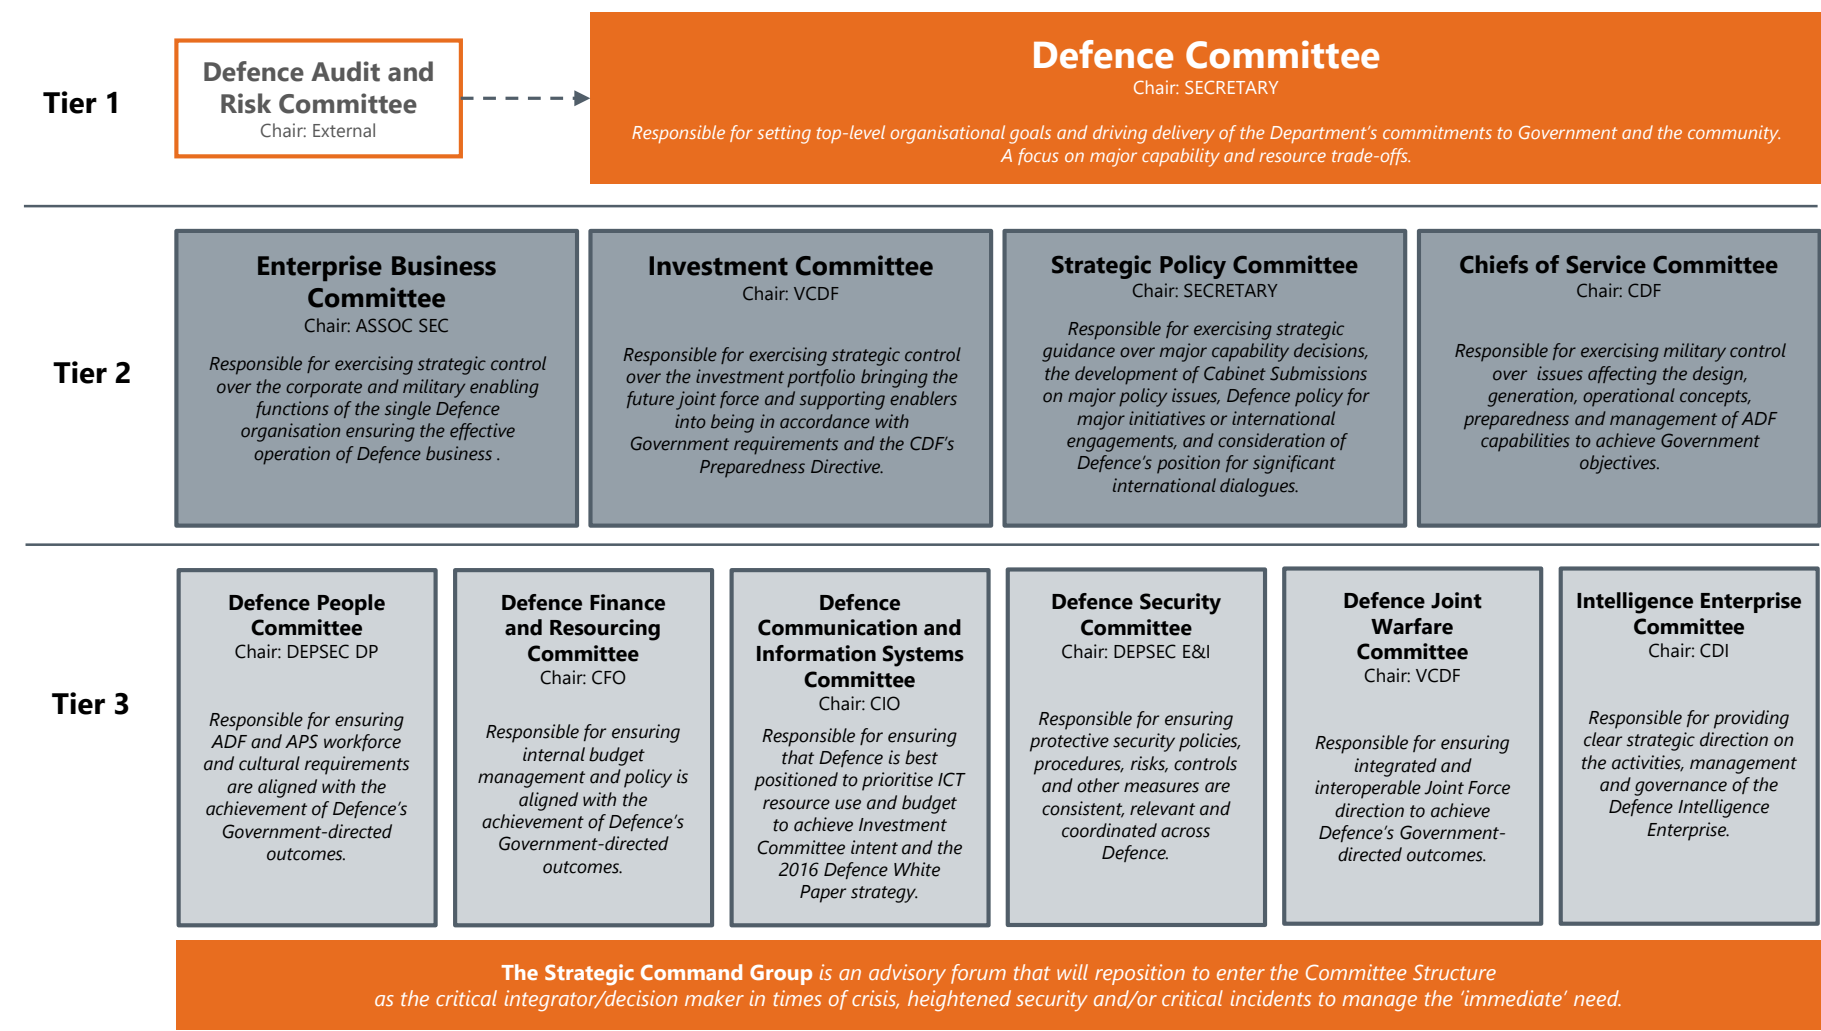 Tier 1
Defence Audit and
Risk Committee
Chair: External
Defence Committee
Chair: SECRETARY
Responsible for setting top-level organisational goals and driving delivery of the Department's commitments to Government and the community.
A focus on major capability and resource trade-offs.
Tier 2
Enterprise Business
Committee
Chair: ASSOC SEC
Responsible for exercising strategic control
over the corporate and military enabling
functions of the single Defence
organisation ensuring the effective
operation of Defence business .
Investment Committee
Chair: VCDF
Responsible for exercising strategic control
over the investment portfolio bringing the
future joint force and supporting enablers
into being in accordance with
Government requirements and the CDF's
Preparedness Directive.
Strategic Policy Committee
Chair: SECRETARY
Responsible for exercising strategic
guidance over major capability decisions,
the development of Cabinet Submissions
on major policy issues, Defence policy for
major initiatives or international
engagements, and consideration of
Defence's position for significant
international dialogues.
Chiefs of Service Committee
Chair: CDF
Responsible for exercising military control
over issues affecting the design,
generation, operational concepts,
preparedness and management of ADF
capabilities to achieve Government
objectives.
Tier 3
Defence People
Committee
Chair: DEPSEC DP
Responsible for ensuring
ADF and APS workforce
and cultural requirements
are aligned with the
achievement of Defence's
Government-directed
outcomes.
Defence Finance
and Resourcing
Committee
Chair: CFO
Responsible for ensuring
internal budget
management and policy is
aligned with the
achievement of Defence's
Government-directed
outcomes.
Defence
Communication and
Information Systems
Committee
Chair: CIO
Responsible for ensuring
that Defence is best
positioned to prioritise ICT
resource use and budget
to achieve Investment
Committee intent and the
2016 Defence White
Paper strategy.
Defence Security
Committee
Chair: DEPSEC E&I
Responsible for ensuring
protective security policies,
procedures, risks, controls
and other measures are
consistent, relevant and
coordinated across
Defence.
Defence Joint
Warfare
Committee
Chair: VCDF
Responsible for ensuring
integrated and
interoperable Joint Force
direction to achieve
Defence's Government-
directed outcomes.
Intelligence Enterprise
Committee
Chair: CDI
Responsible for providing
clear strategic direction on
the activities, management
and governance of the
Defence Intelligence
Enterprise.
The Strategic Command Group is an advisory forum that will reposition to enter the Committee Structure
as the critical integrator/decision maker in times of crisis, heightened security and/or critical incidents to manage the 'immediate' need.